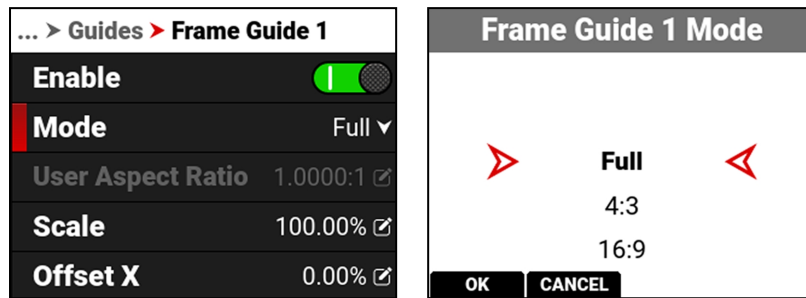 ... > Guides > Frame Guide 1
Enable
Mode Full
User Aspect Ratio 1.0000:1
Scale 100.00%
Offset X 0.00%
Frame Guide 1 Mode
Full
4:3
16:9
OK CANCEL